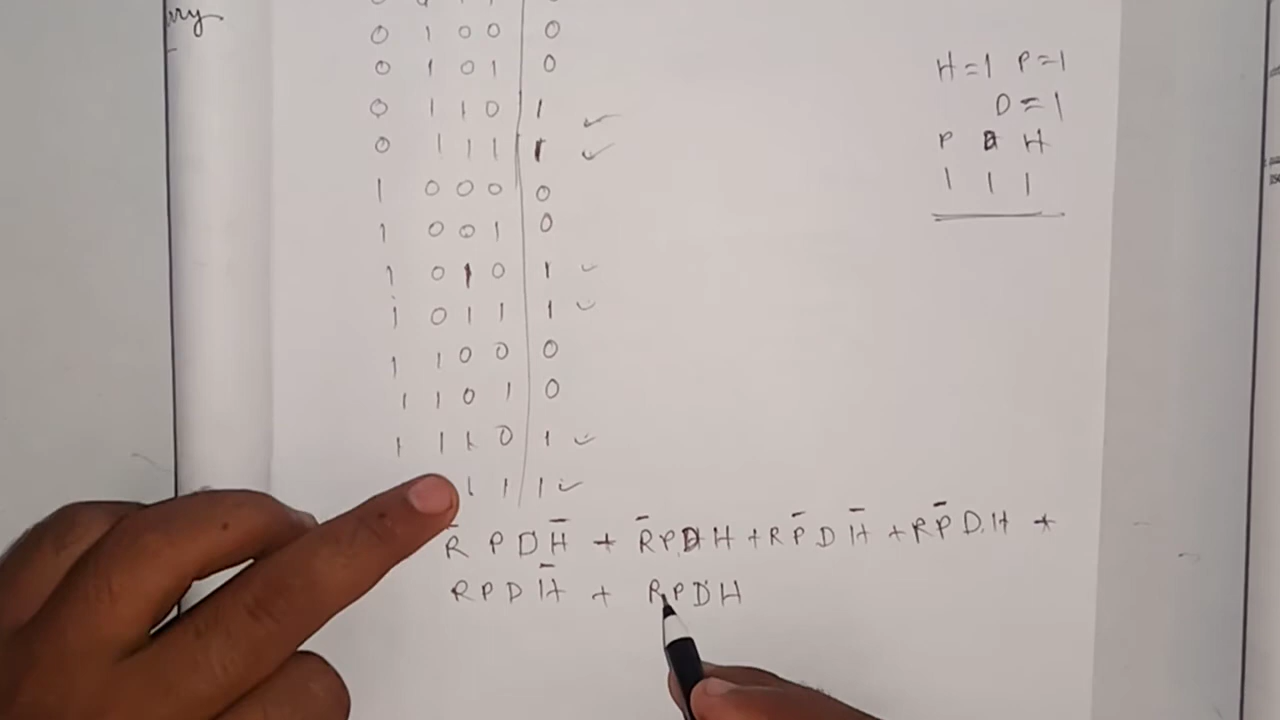 0 1 0 0 0
0 1 0 1 0
0 1 1 0 1 ✓
0 1 1 1 1 ✓
1 0 0 0 0
1 0 0 1 0
1 0 1 0 1 ✓
1 0 1 1 1 ✓
1 1 0 0 0
1 1 0 1 0
1 1 1 0 1 ✓
1 1 1 ✓
R̅ P D H̅ + R̅ P D H + R P̅ D H̅ + R P̅ D.H +
R P D H̅ + R P D H
H=1 P=1
D=1
P D H
1 1 1